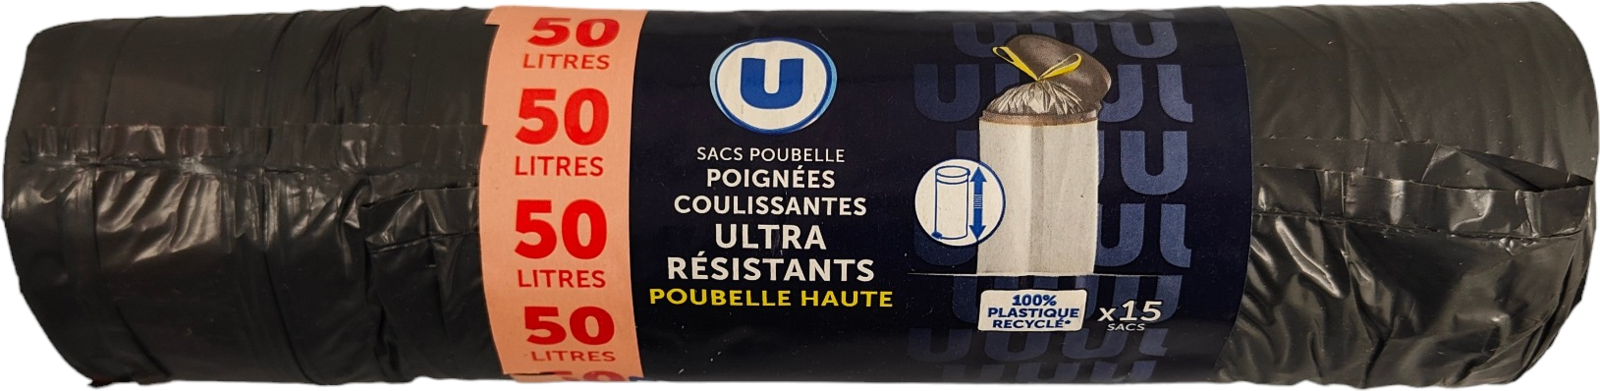 50
LITRES
50
LITRES
50
LITRES
50
LITRES
50
U
SACS POUBELLE
POIGNÉES
COULISSANTES
ULTRA
RÉSISTANTS
POUBELLE HAUTE
100%
PLASTIQUE
RECYCLÉ*
x15
SACS